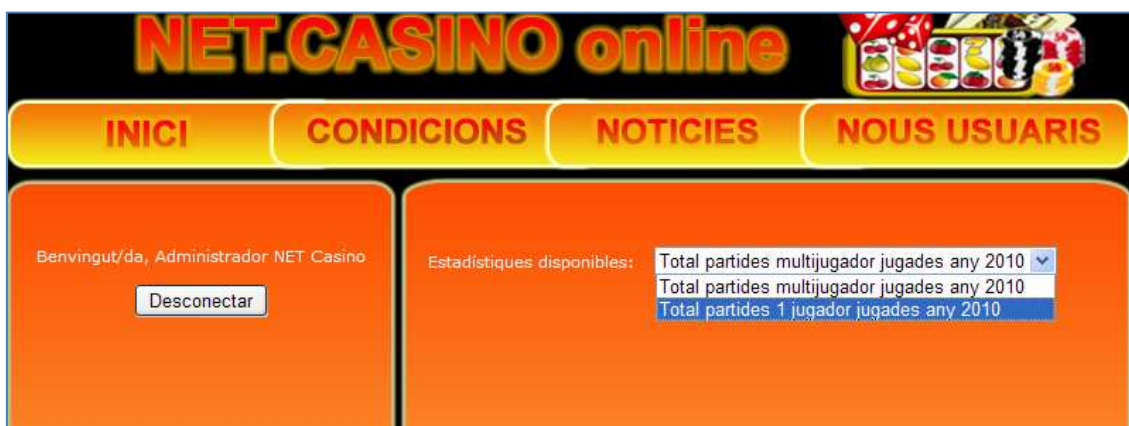 NET.CASINO online
INICI CONDICIONS NOTICIES NOUS USUARIS
Benvingut/da, Administrador NET Casino
Desconectar
Estadístiques disponibles: Total partides multijugador jugades any 2010
Total partides multijugador jugades any 2010
Total partides 1 jugador jugades any 2010